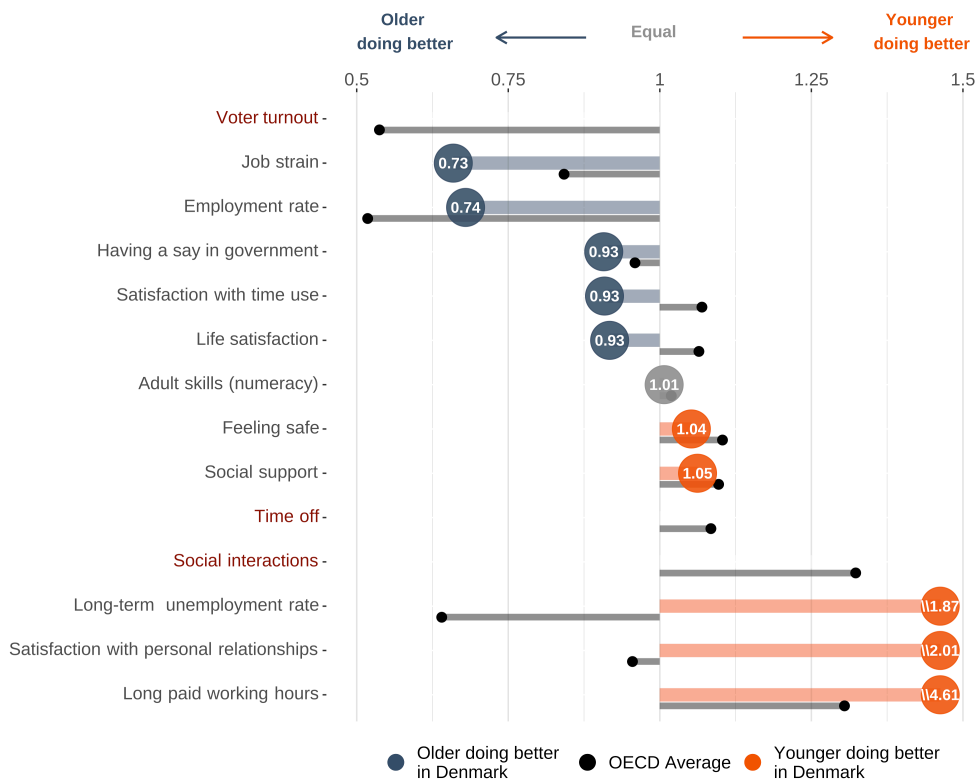 Older
doing better
Equal
Younger
doing better
0.5 0.75 1 1.25 1.5
Voter turnout
Job strain 0.73
Employment rate 0.74
Having a say in government 0.93
Satisfaction with time use 0.93
Life satisfaction 0.93
Adult skills (numeracy) 1.01
Feeling safe 1.04
Social support 1.05
Time off
Social interactions
Long-term  unemployment rate \\1.87
Satisfaction with personal relationships \\2.01
Long paid working hours \\4.61
Older doing better
in Denmark
OECD Average
Younger doing better
in Denmark